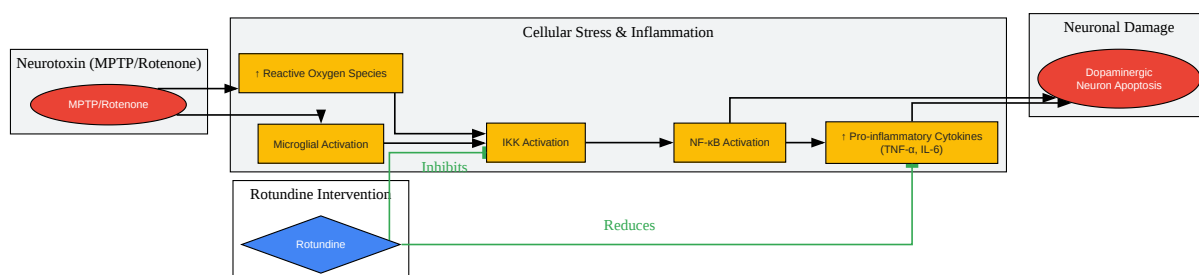 Neurotoxin (MPTP/Rotenone)
MPTP/Rotenone
Cellular Stress & Inflammation
↑ Reactive Oxygen Species
Microglial Activation
IKK Activation
NF-κB Activation
↑ Pro-inflammatory Cytokines
(TNF-α, IL-6)
Neuronal Damage
Dopaminergic
Neuron Apoptosis
Inhibits
Rotundine Intervention
Rotundine
Reduces